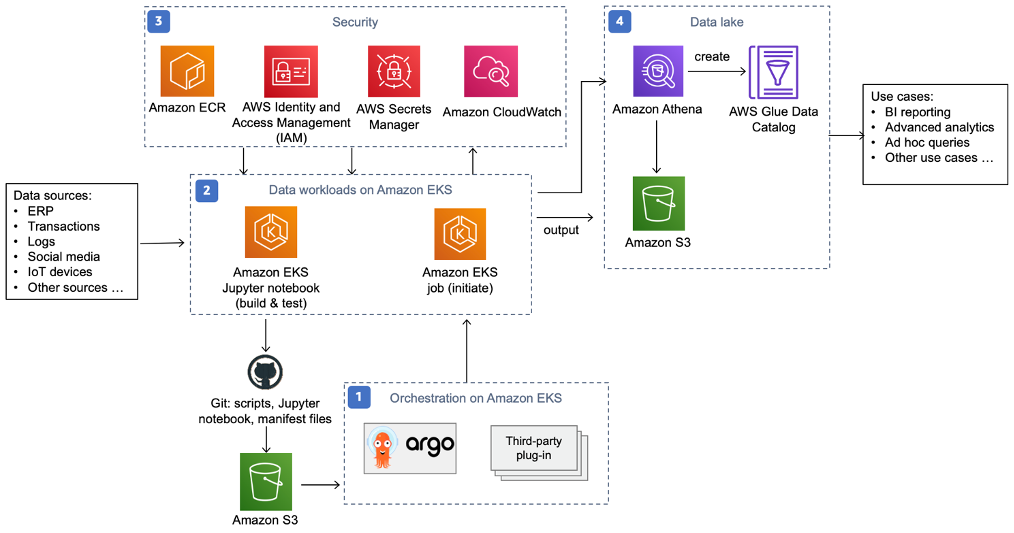 3
Security
Amazon ECR
AWS Identity and
Access Management
(IAM)
AWS Secrets
Manager
Amazon CloudWatch
4
Data lake
Amazon Athena
create
AWS Glue Data
Catalog
Amazon S3
Use cases:
• BI reporting
• Advanced analytics
• Ad hoc queries
• Other use cases …
Data sources:
• ERP
• Transactions
• Logs
• Social media
• IoT devices
• Other sources …
2
Data workloads on Amazon EKS
K
Amazon EKS
Jupyter notebook
(build & test)
K
Amazon EKS
job (initiate)
output
Git: scripts, Jupyter
notebook, manifest files
Amazon S3
1
Orchestration on Amazon EKS
argo
Third-party
plug-in